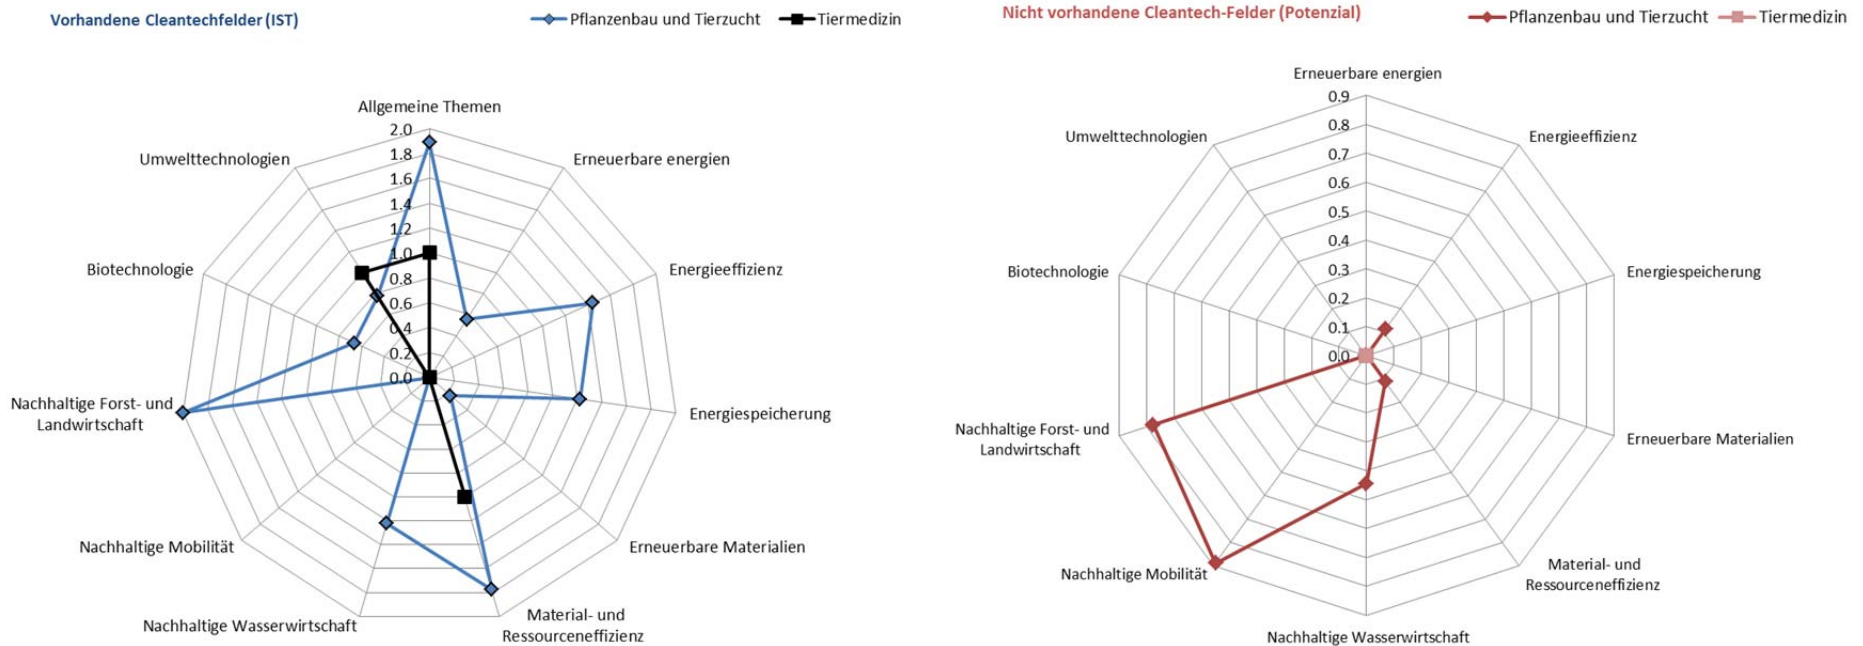 Vorhandene Cleantechfelder (IST)
Pflanzenbau und Tierzucht
Tiermedizin
Allgemeine Themen
2.0
1.8
1.6
1.4
1.2
1.0
0.8
0.6
0.4
0.2
0.0
Erneuerbare energien
Energieeffizienz
Energiespeicherung
Erneuerbare Materialien
Material- und
Ressourceneffizienz
Nachhaltige Wasserwirtschaft
Nachhaltige Mobilität
Nachhaltige Forst- und
Landwirtschaft
Biotechnologie
Umwelttechnologien
Nicht vorhandene Cleantech-Felder (Potenzial)
Pflanzenbau und Tierzucht
Tiermedizin
Erneuerbare energien
0.9
0.8
0.7
0.6
0.5
0.4
0.3
0.2
0.1
0.0
Energieeffizienz
Energiespeicherung
Erneuerbare Materialien
Material- und
Ressourceneffizienz
Nachhaltige Wasserwirtschaft
Nachhaltige Mobilität
Nachhaltige Forst- und
Landwirtschaft
Biotechnologie
Umwelttechnologien